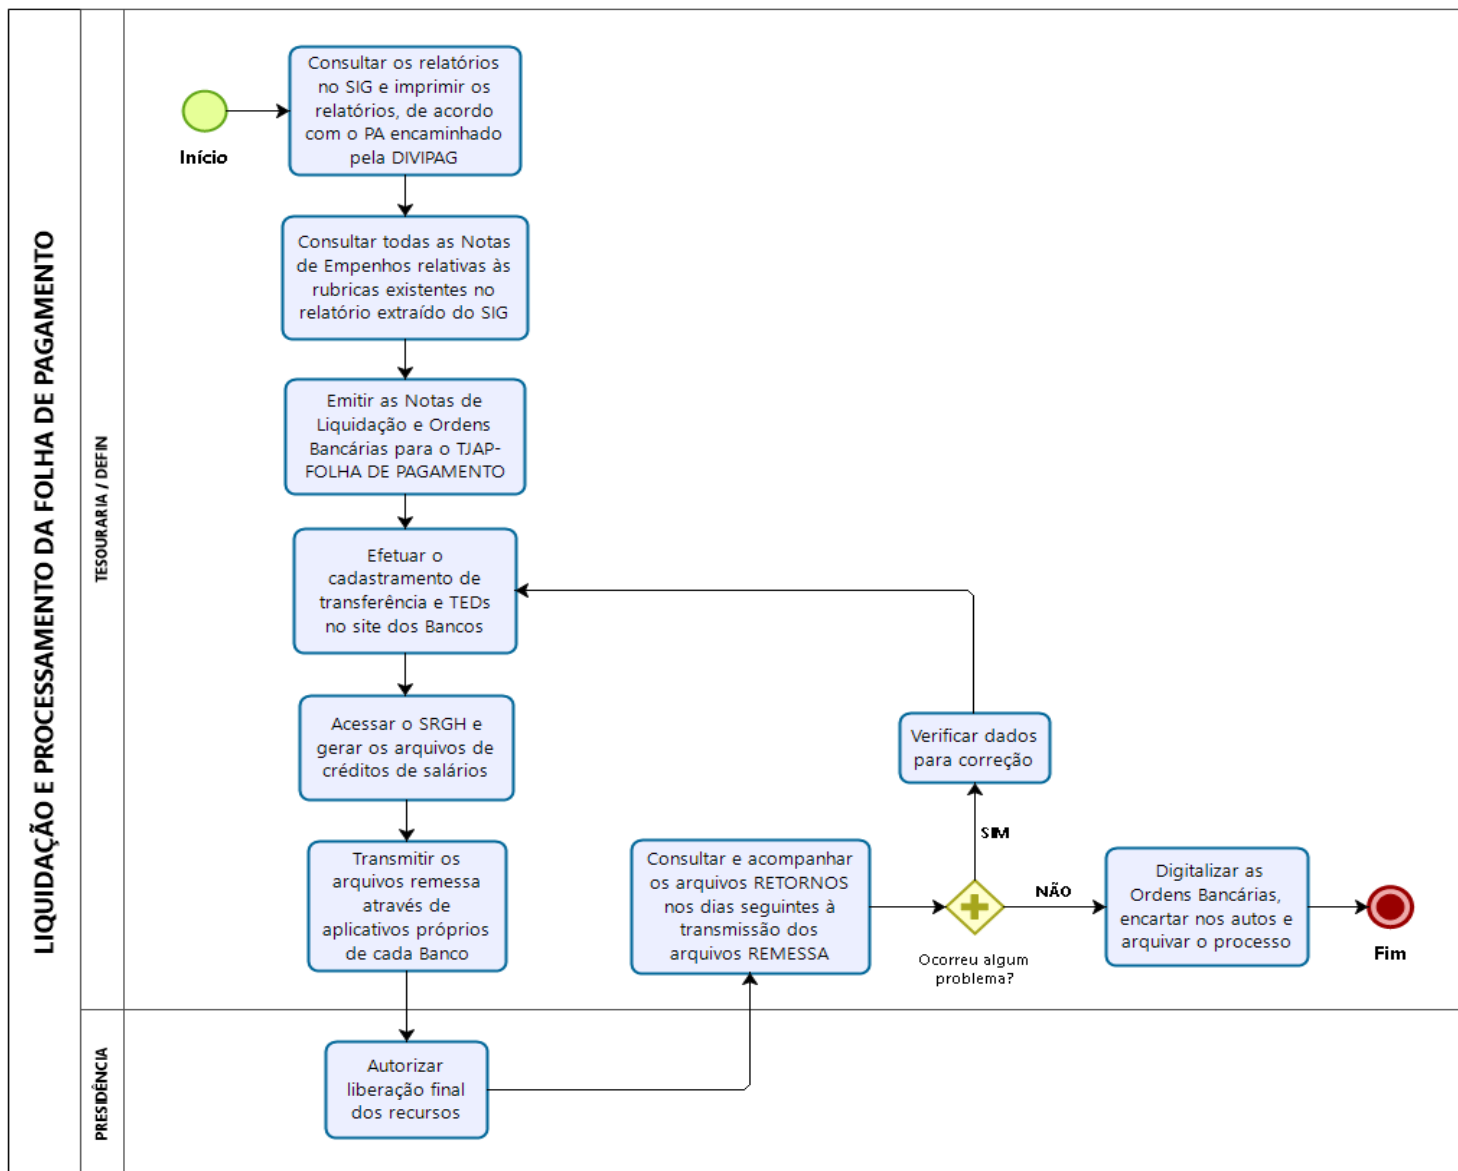 LIQUIDAÇÃO E PROCESSAMENTO DA FOLHA DE PAGAMENTO
TESOURARIA / DEFIN
Início
Consultar os relatórios
no SIG e imprimir os
relatórios, de acordo
com o PA encaminhado
pela DIVIPAG
Consultar todas as Notas
de Empenhos relativas às
rubricas existentes no
relatório extraído do SIG
Emitir as Notas de
Liquidação e Ordens
Bancárias para o TJAP-
FOLHA DE PAGAMENTO
Efetuar o
cadastramento de
transferência e TEDs
no site dos Bancos
Acessar o SRGH e
gerar os arquivos de
créditos de salários
Transmitir os
arquivos remessa
através de
aplicativos próprios
de cada Banco
PRESIDÊNCIA
Autorizar
liberação final
dos recursos
Consultar e acompanhar
os arquivos RETORNOS
nos dias seguintes à
transmissão dos
arquivos REMESSA
Ocorreu algum
problema?
SIM
Verificar dados
para correção
NÃO
Digitalizar as
Ordens Bancárias,
encartar nos autos e
arquivar o processo
Fim